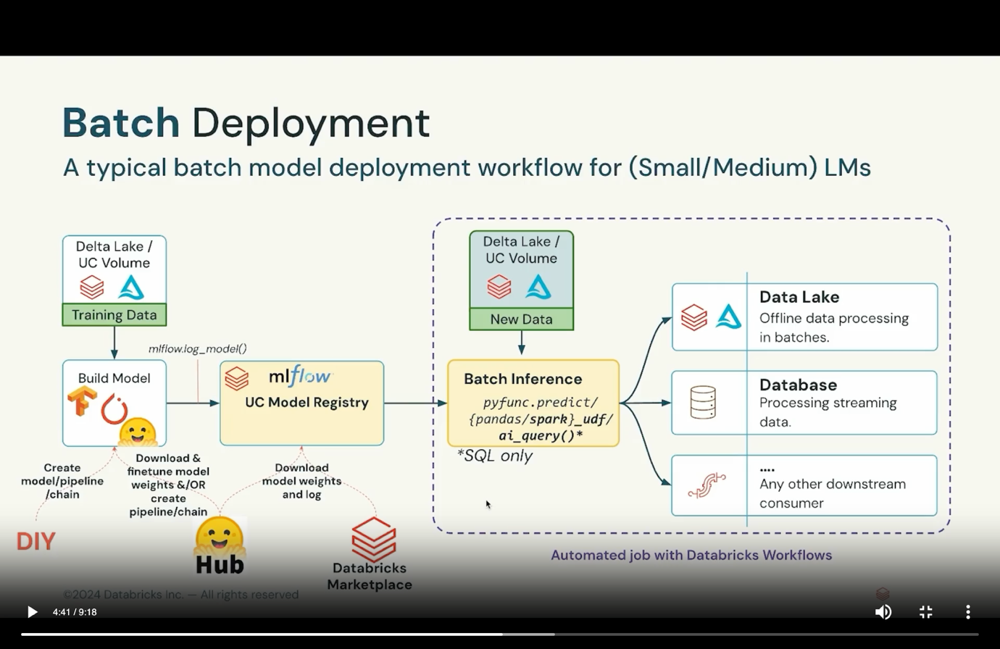 Batch Deployment
A typical batch model deployment workflow for (Small/Medium) LMs
Delta Lake /
UC Volume
Training Data
mlflow.log_model()
Build Model
mlflow
UC Model Registry
Create
model/pipeline
/chain
Download &
finetune model
weights &/OR
create
pipeline/chain
Download
model weights
and log
DIY
Hub
Databricks
Marketplace
Delta Lake /
UC Volume
New Data
Batch Inference
pyfunc.predict/
{pandas/spark}_udf/
ai_query()*
*SQL only
Data Lake
Offline data processing
in batches.
Database
Processing streaming
data.
....
Any other downstream
consumer
Automated job with Databricks Workflows
©2024 Databricks Inc. — All rights reserved
4:41 / 9:18